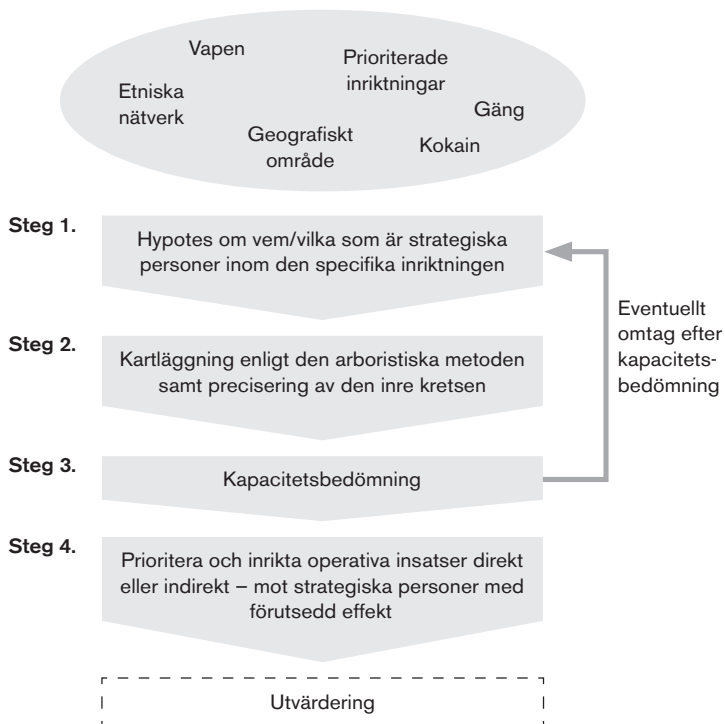 Vapen
Prioriterade
inriktningar
Etniska
nätverk
Gäng
Geografiskt
område
Kokain
Steg 1.
Hypotes om vem/vilka som är strategiska
personer inom den specifika inriktningen
Eventuellt
omtag efter
kapacitets-
bedömning
Steg 2.
Kartläggning enligt den arboristiska metoden
samt precisering av den inre kretsen
Steg 3.
Kapacitetsbedömning
Steg 4.
Prioritera och inrikta operativa insatser direkt
eller indirekt – mot strategiska personer med
förutsedd effekt
Utvärdering